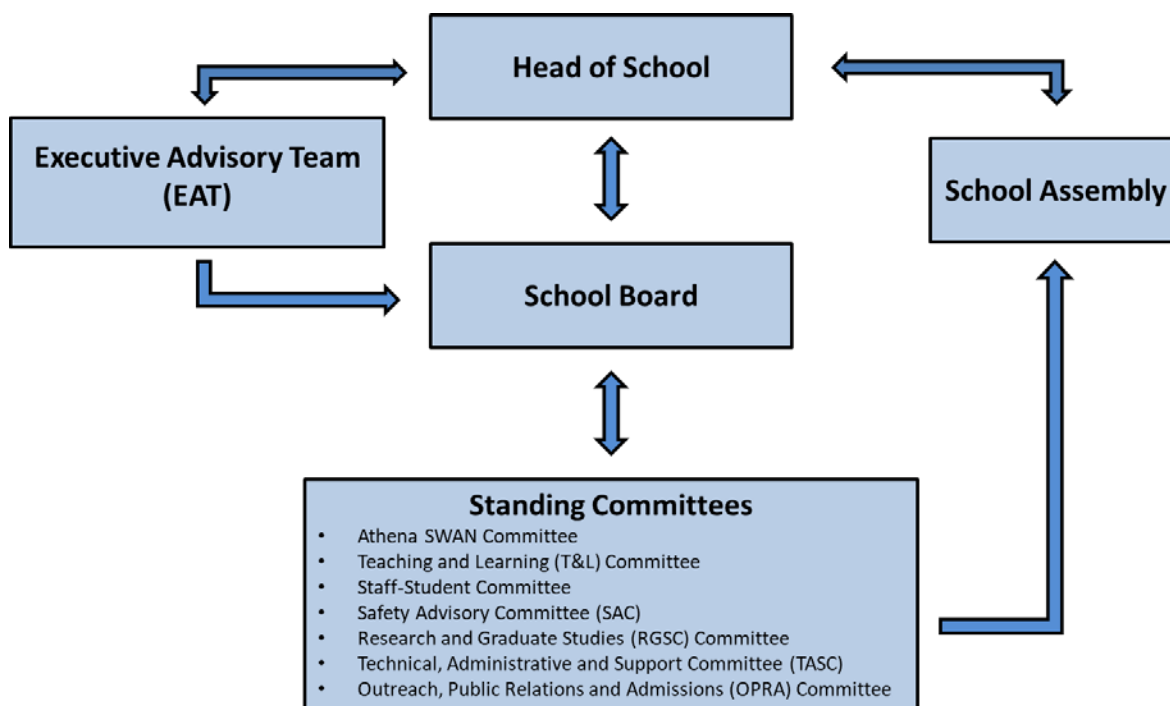 Head of School
Executive Advisory Team
(EAT)
School Assembly
School Board
Standing Committees
• Athena SWAN Committee
• Teaching and Learning (T&L) Committee
• Staff-Student Committee
• Safety Advisory Committee (SAC)
• Research and Graduate Studies (RGSC) Committee
• Technical, Administrative and Support Committee (TASC)
• Outreach, Public Relations and Admissions (OPRA) Committee